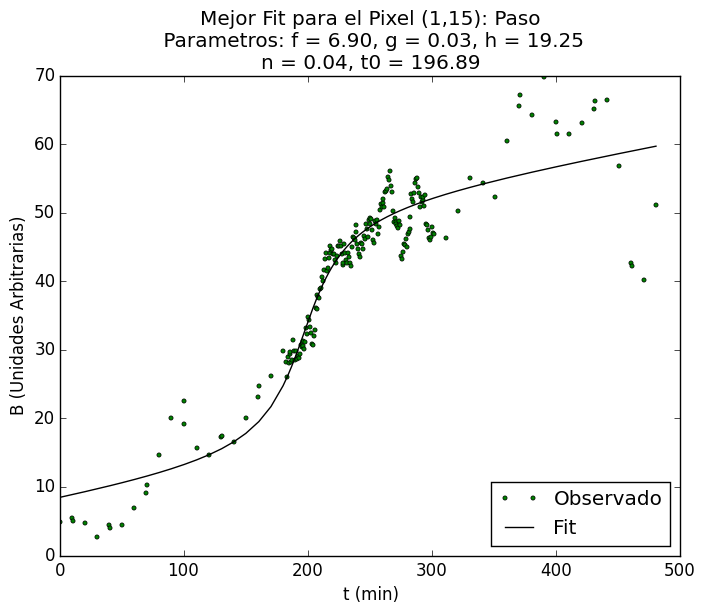 Mejor Fit para el Pixel (1,15): Paso
Parametros: f = 6.90, g = 0.03, h = 19.25
n = 0.04, t0 = 196.89
70
60
50
40
30
20
10
0
B (Unidades Arbitrarias)
Observado
Fit
0 100 200 300 400 500
t (min)